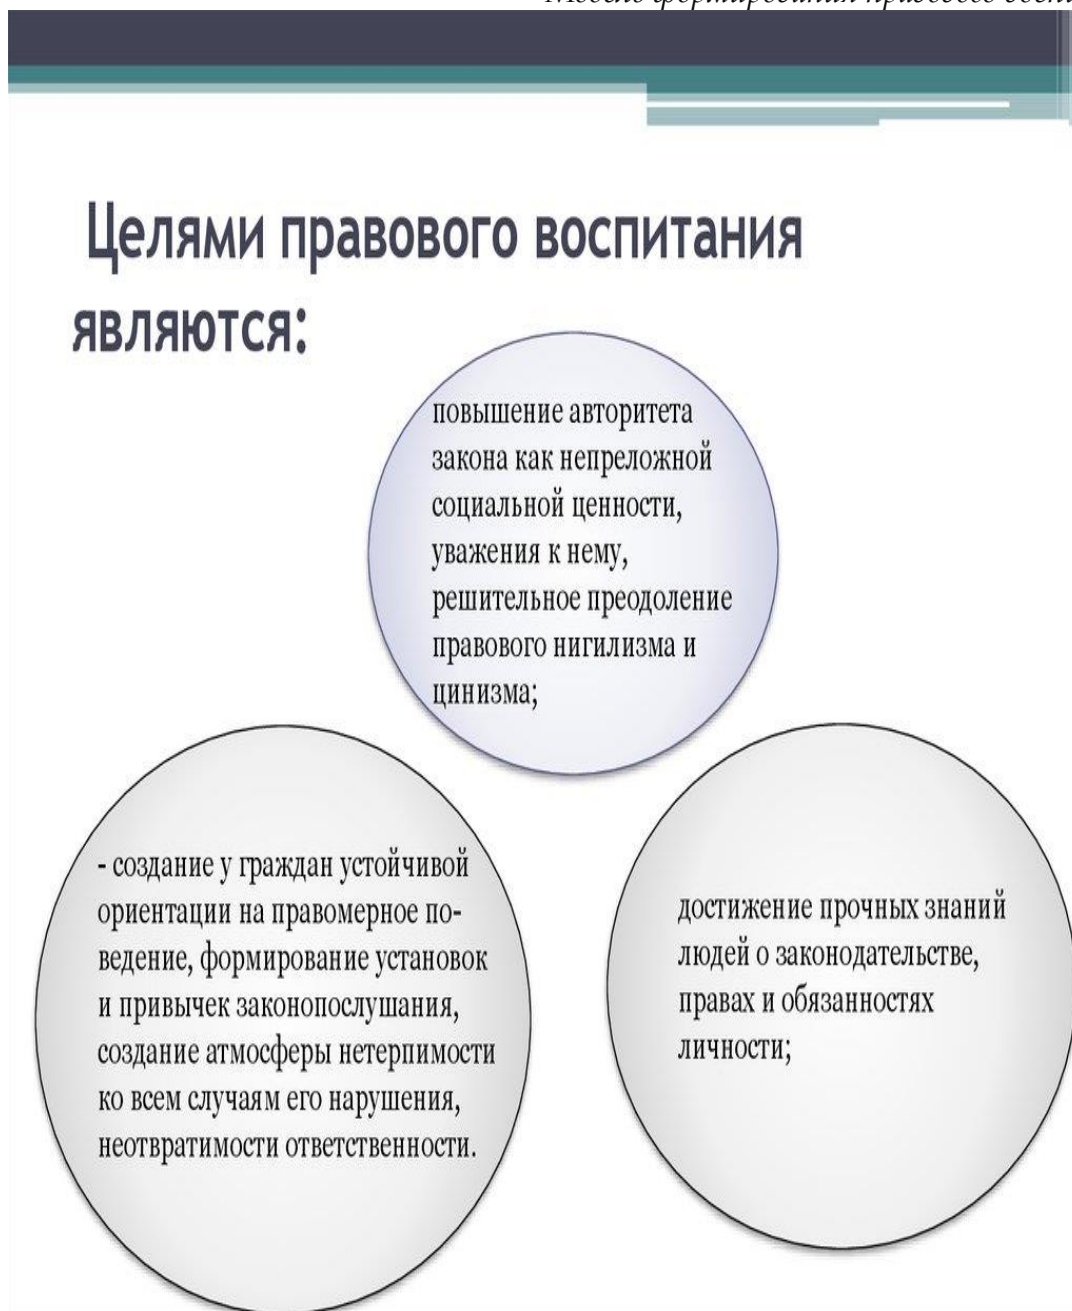 Целями правового воспитания
являются:
повышение авторитета
закона как непреложной
социальной ценности,
уважения к нему,
решительное преодоление
правового нигилизма и
цинизма;
- создание у граждан устойчивой
ориентации на правомерное по-
ведение, формирование установок
и привычек законопослушания,
создание атмосферы нетерпимости
ко всем случаям его нарушения,
неотвратимости ответственности.
достижение прочных знаний
людей о законодательстве,
правах и обязанностях
личности;